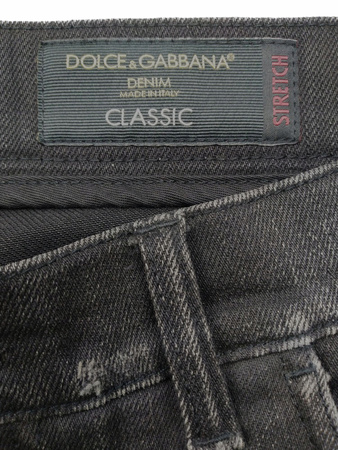 DOLCE & GABBANA®
DENIM
MADE IN ITALY
CLASSIC
STRETCH